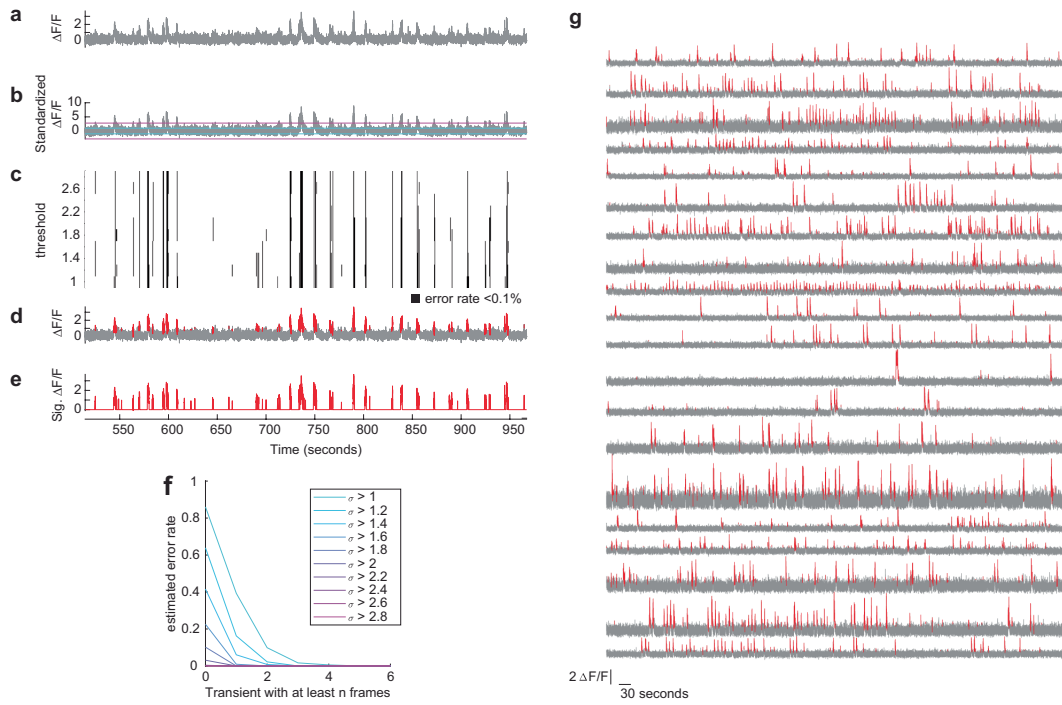 a
ΔF/F
2
0
b
Standardized
ΔF/F
10
5
0
c
threshold
2.6
2.2
1.8
1.4
1
error rate <0.1%
d
ΔF/F
2
0
e
Sig. ΔF/F
2
0
550
600
650
700
750
800
850
900
950
Time (seconds)
f
estimated error rate
1
0.8
0.6
0.4
0.2
0
0
2
4
6
Transient with at least n frames
σ > 1
σ > 1.2
σ > 1.4
σ > 1.6
σ > 1.8
σ > 2
σ > 2.2
σ > 2.4
σ > 2.6
σ > 2.8
g
2 ΔF/F
30 seconds